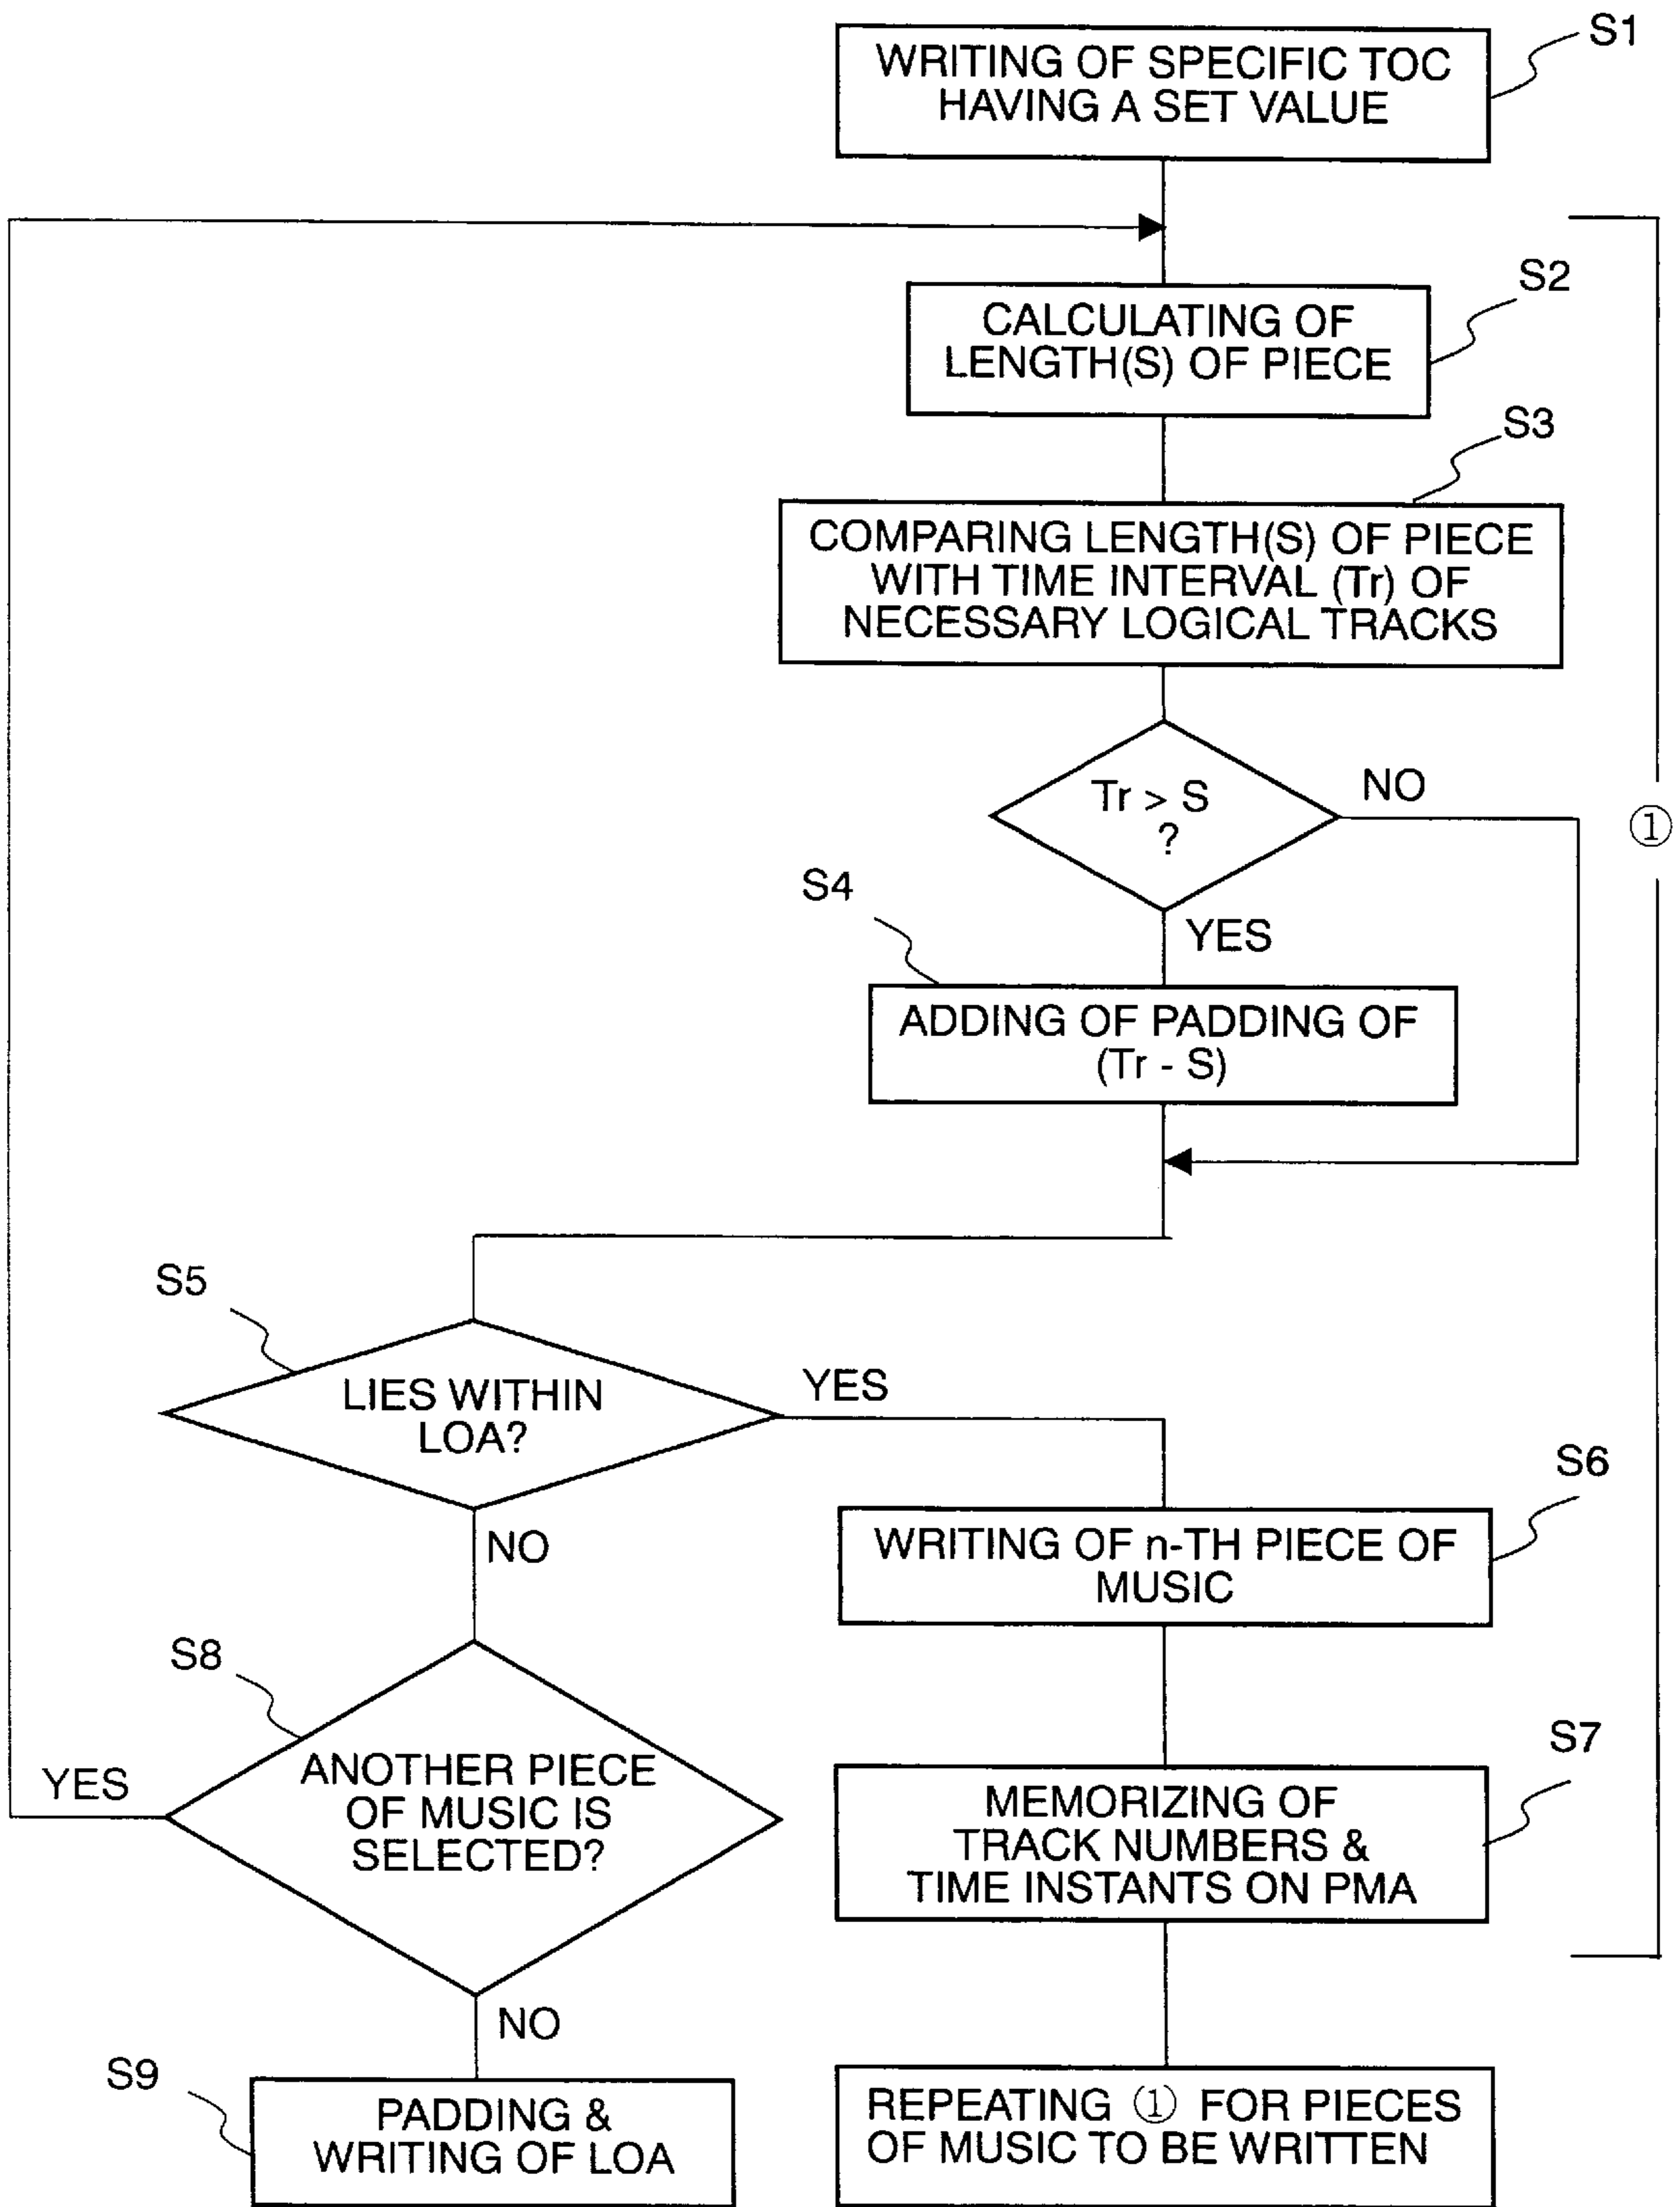 S1
WRITING OF SPECIFIC TOC
HAVING A SET VALUE
S2
CALCULATING OF
LENGTH(S) OF PIECE
S3
COMPARING LENGTH(S) OF PIECE
WITH TIME INTERVAL (Tr) OF
NECESSARY LOGICAL TRACKS
Tr > S
?
NO
①
S4
YES
ADDING OF PADDING OF
(Tr - S)
S5
LIES WITHIN
LOA?
YES
NO
S6
WRITING OF n-TH PIECE OF
MUSIC
S8
ANOTHER PIECE
OF MUSIC IS
SELECTED?
YES
NO
S7
MEMORIZING OF
TRACK NUMBERS &
TIME INSTANTS ON PMA
S9
PADDING &
WRITING OF LOA
REPEATING ① FOR PIECES
OF MUSIC TO BE WRITTEN